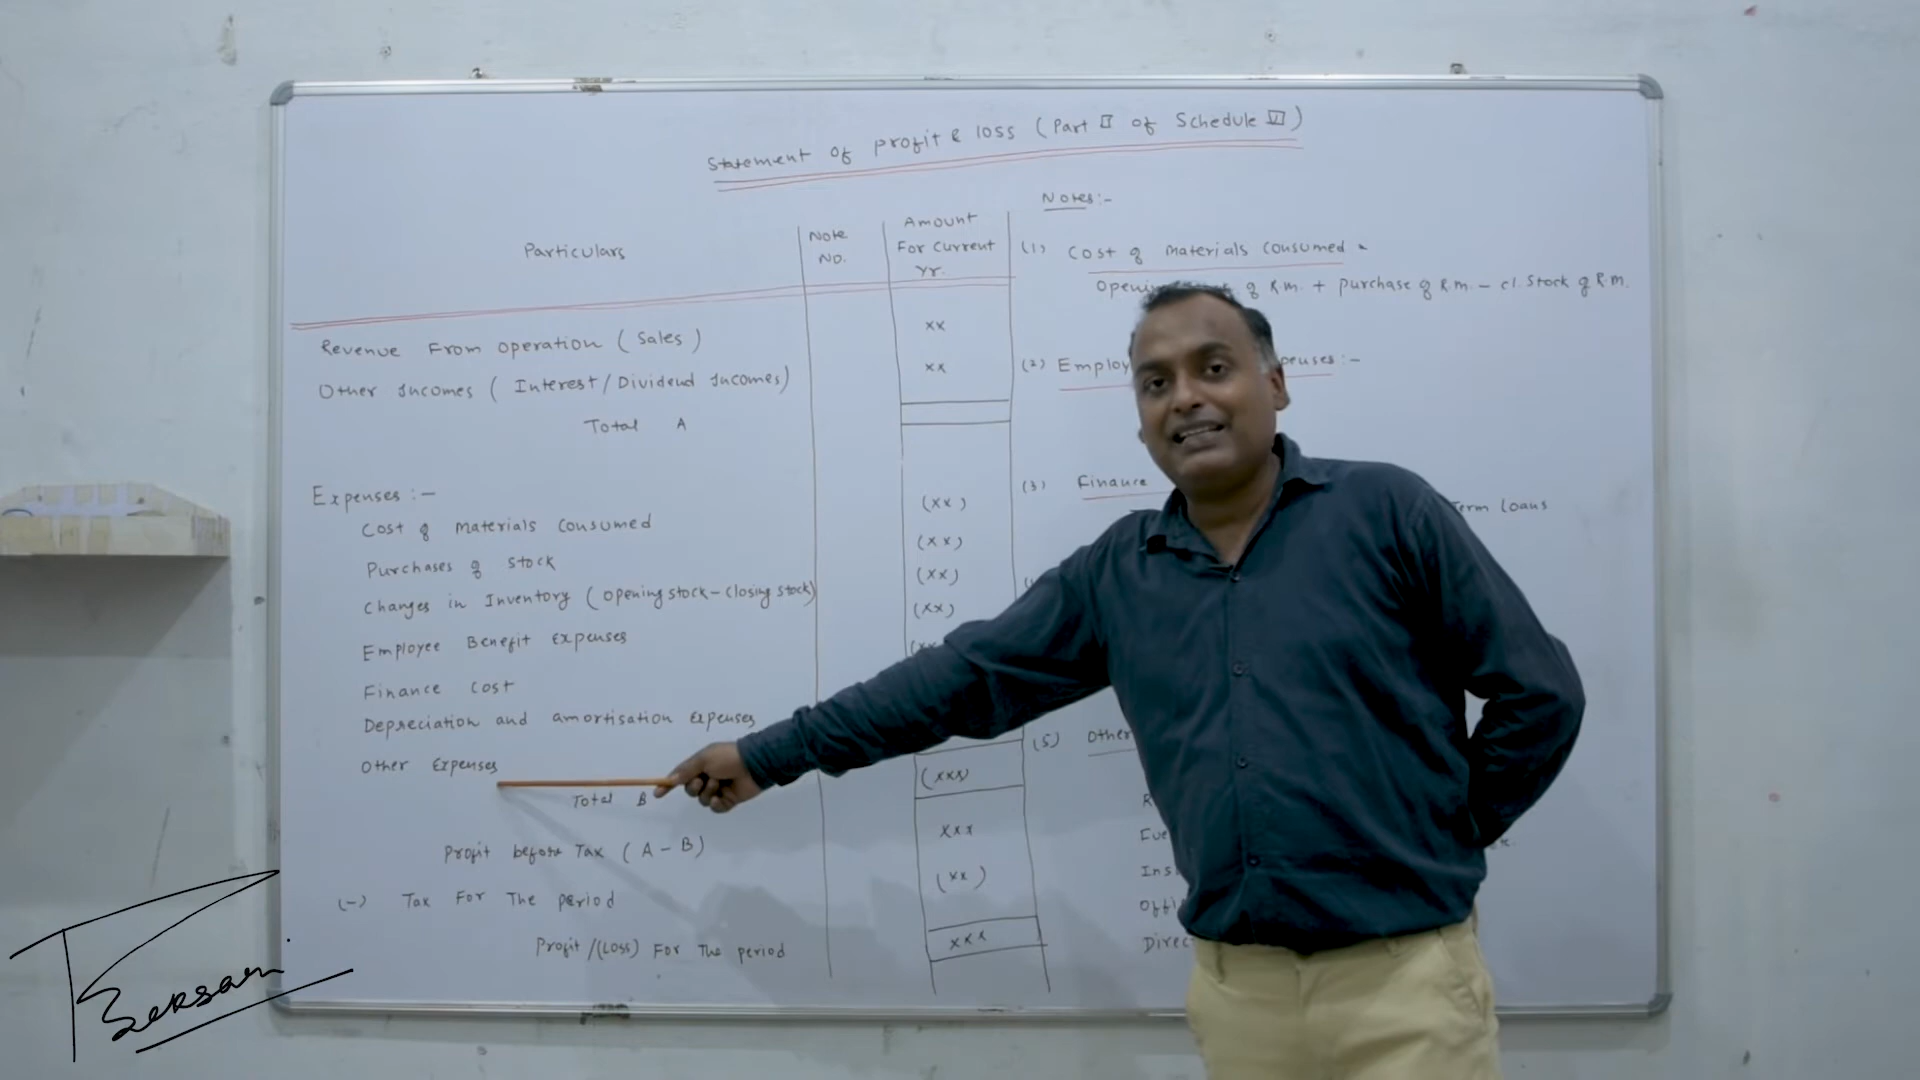 Statement of profit & loss (Part II of Schedule VI)
Particulars
Note No.
Amount For Current Yr.
Revenue From Operation (Sales) xx
Other Incomes (Interest/Dividend Incomes) xx
Total A
Expenses :-
Cost of Materials Consumed (xx)
Purchases of Stock (xx)
Changes in Inventory (Opening stock - Closing stock) (xx)
Employee Benefit Expenses (xx)
Finance Cost (xx
Depreciation and amortisation Expenses
Other Expenses
Total B (xxx)
Profit before Tax (A - B) xxx
(-) Tax For The period (xx)
Profit/(Loss) For The period xxx
Notes :-
(1) Cost of Materials Consumed -
of R.m. + purchase of R.m. - cl. Stock of R.m.
(2) Employ penses :-
(3) Finance
Term Loans
(5) Other